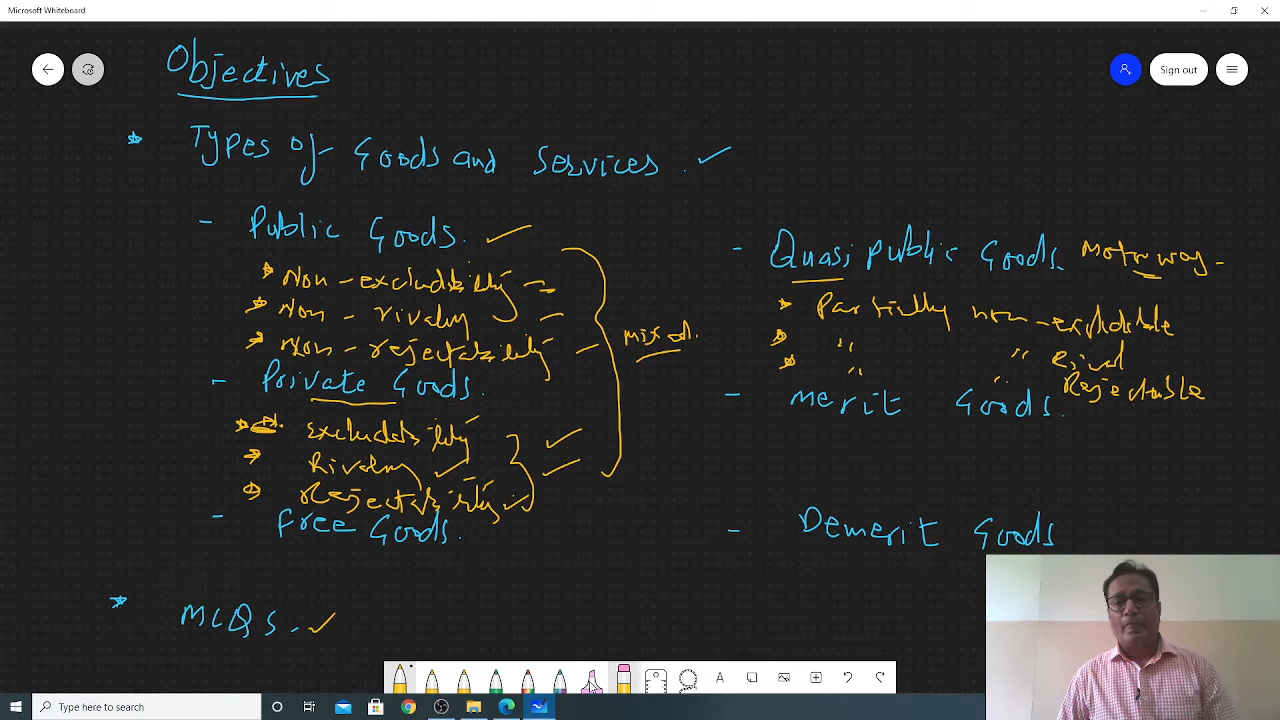 Microsoft Whiteboard
Sign out
Objectives
* Types of Goods and Services ✓
- Public Goods. ✓
* Non-excludability
* Non-rivalry
* Non-rejectability
mixed.
- Private Goods.
* excludability ✓
* Rivalry ✓
* Rejectability ✓
- Free Goods.
- Quasi public Goods. Motorway -
* Partially non-excludable
* " " Rival
* " " Rejectable
- merit Goods.
- Demerit Goods
* MCQS. ✓
A
Type here to search